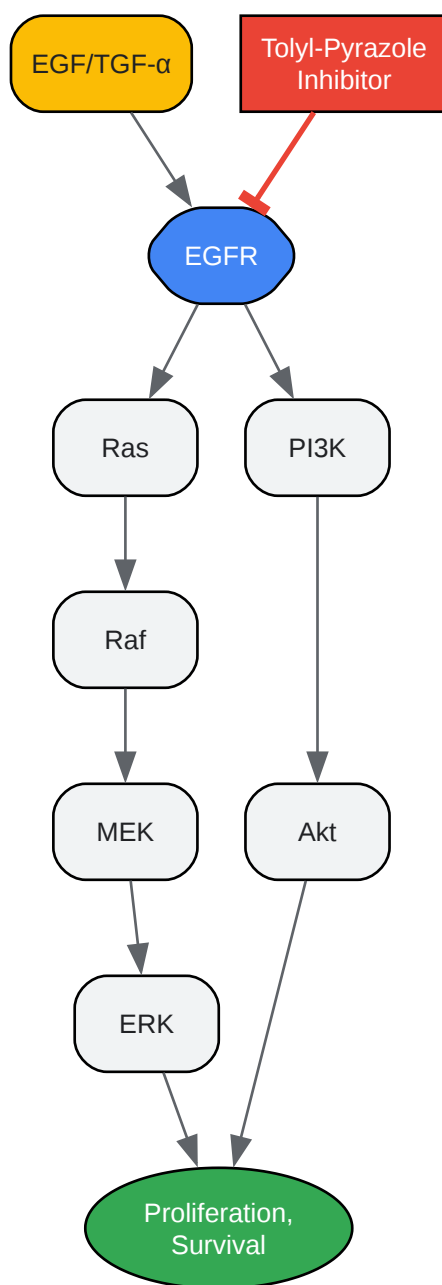 EGF/TGF-α
Tolyl-Pyrazole
Inhibitor
EGFR
Ras
PI3K
Raf
MEK
Akt
ERK
Proliferation,
Survival